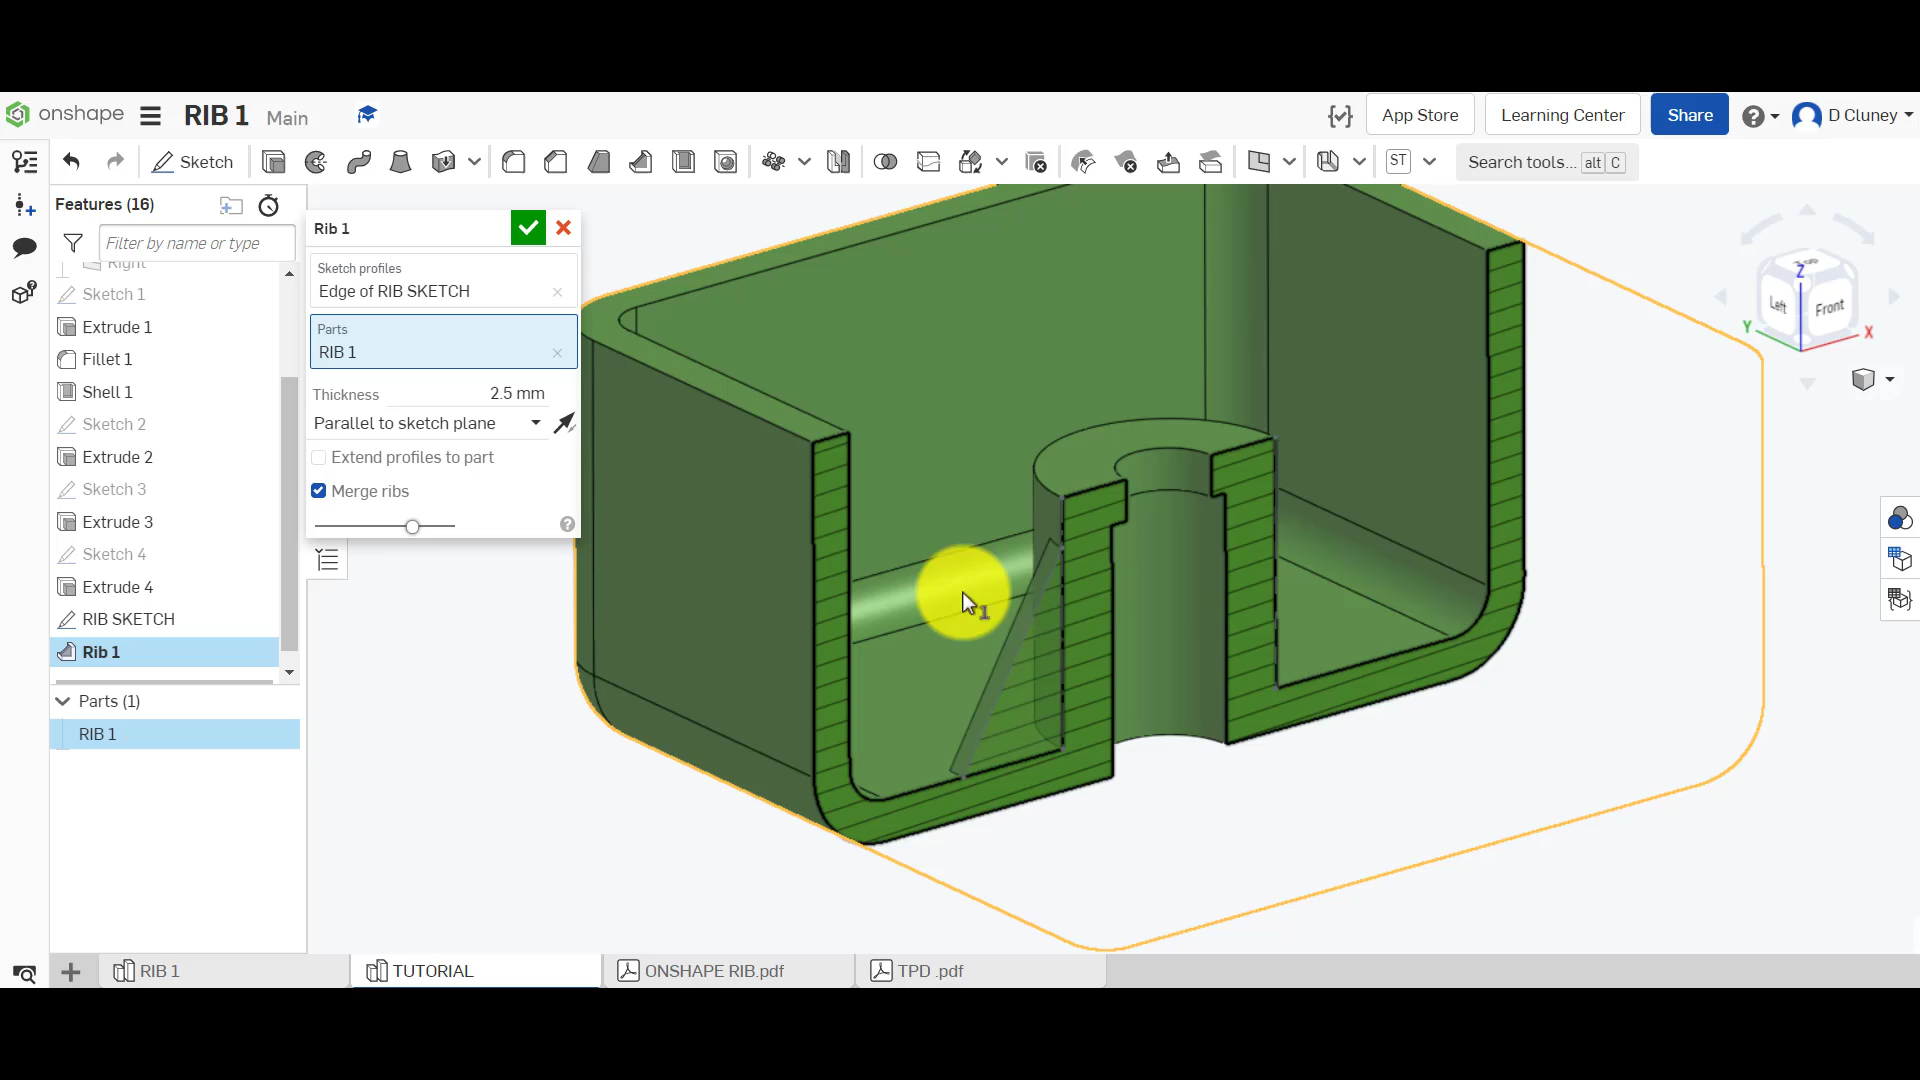 onshape RIB 1 Main App Store Learning Center Share D Cluney
Sketch ST Search tools... alt C
Features (16)
Filter by name or type
Right
Sketch 1
Extrude 1
Fillet 1
Shell 1
Sketch 2
Extrude 2
Sketch 3
Extrude 3
Sketch 4
Extrude 4
RIB SKETCH
Rib 1
Parts (1)
RIB 1
Rib 1
Sketch profiles
Edge of RIB SKETCH
Parts
RIB 1
Thickness 2.5 mm
Parallel to sketch plane
Extend profiles to part
Merge ribs
1
Top
Z
Left Front
Y X
RIB 1 TUTORIAL ONSHAPE RIB.pdf TPD .pdf